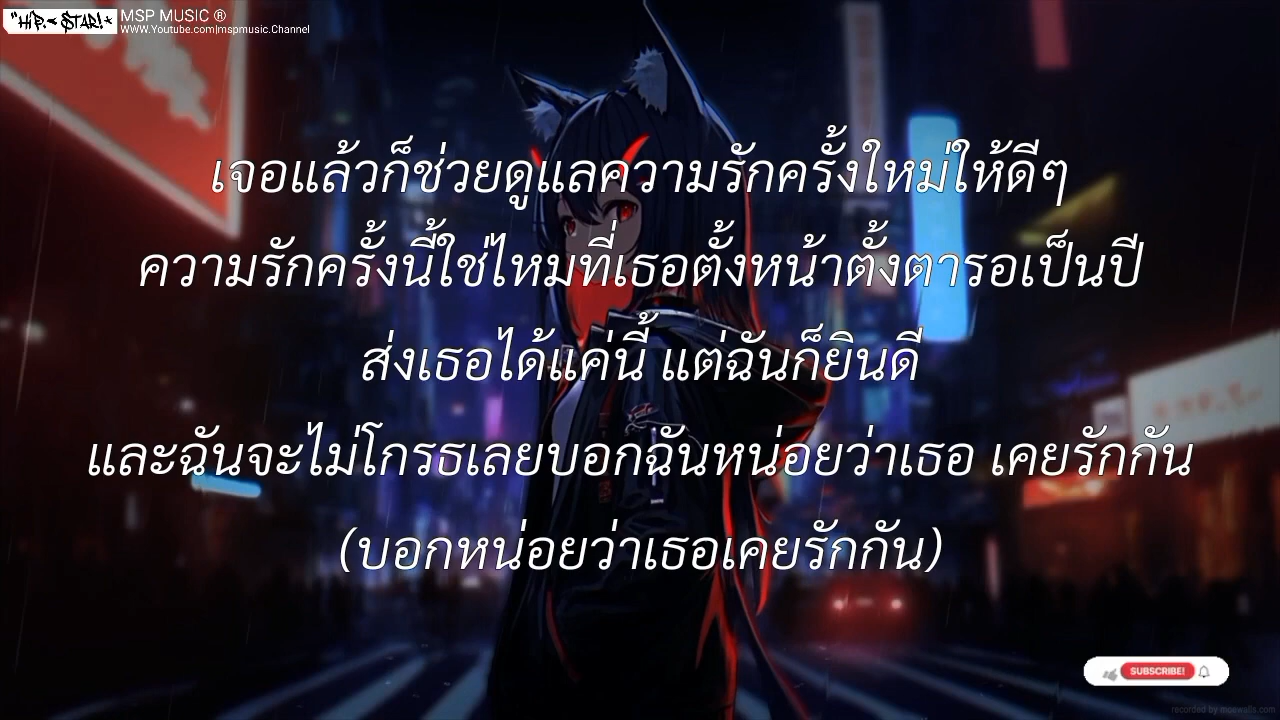 "HIP. STAR!
MSP MUSIC ®
WWW.Youtube.com|mspmusic.Channel
เจอแล้วก็ช่วยดูแลความรักครั้งใหม่ให้ดีๆ
ความรักครั้งนี้ใช่ไหมที่เธอตั้งหน้าตั้งตารอเป็นปี
ส่งเธอได้แค่นี้ แต่ฉันก็ยินดี
และฉันจะไม่โกรธเลยบอกฉันหน่อยว่าเธอ เคยรักกัน
(บอกหน่อยว่าเธอเคยรักกัน)
SUBSCRIBE!
recorded by moewalls.com